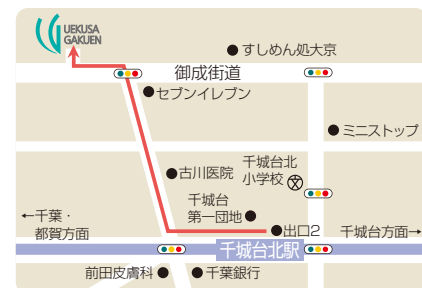 UEKUSA
GAKUEN
すしめん処大京
御成街道
セブンイレブン
ミニストップ
古川医院
千城台北
小学校
文
千城台
第一団地
←千葉・
都賀方面
出口2
千城台方面→
千城台北駅
前田皮膚科
千葉銀行